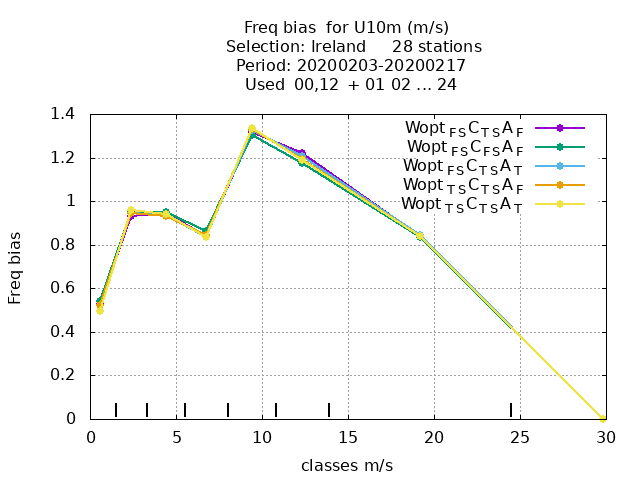 Freq bias  for U10m (m/s)
Selection: Ireland     28 stations
Period: 20200203-20200217
Used  00,12  + 01 02 ... 24
Freq bias
1.4
1.2
1
0.8
0.6
0.4
0.2
0
Wopt FS C TS A F
Wopt FS C FS A F
Wopt FS C TS A T
Wopt TS C TS A F
Wopt TS C TS A T
0 5 10 15 20 25 30
classes m/s